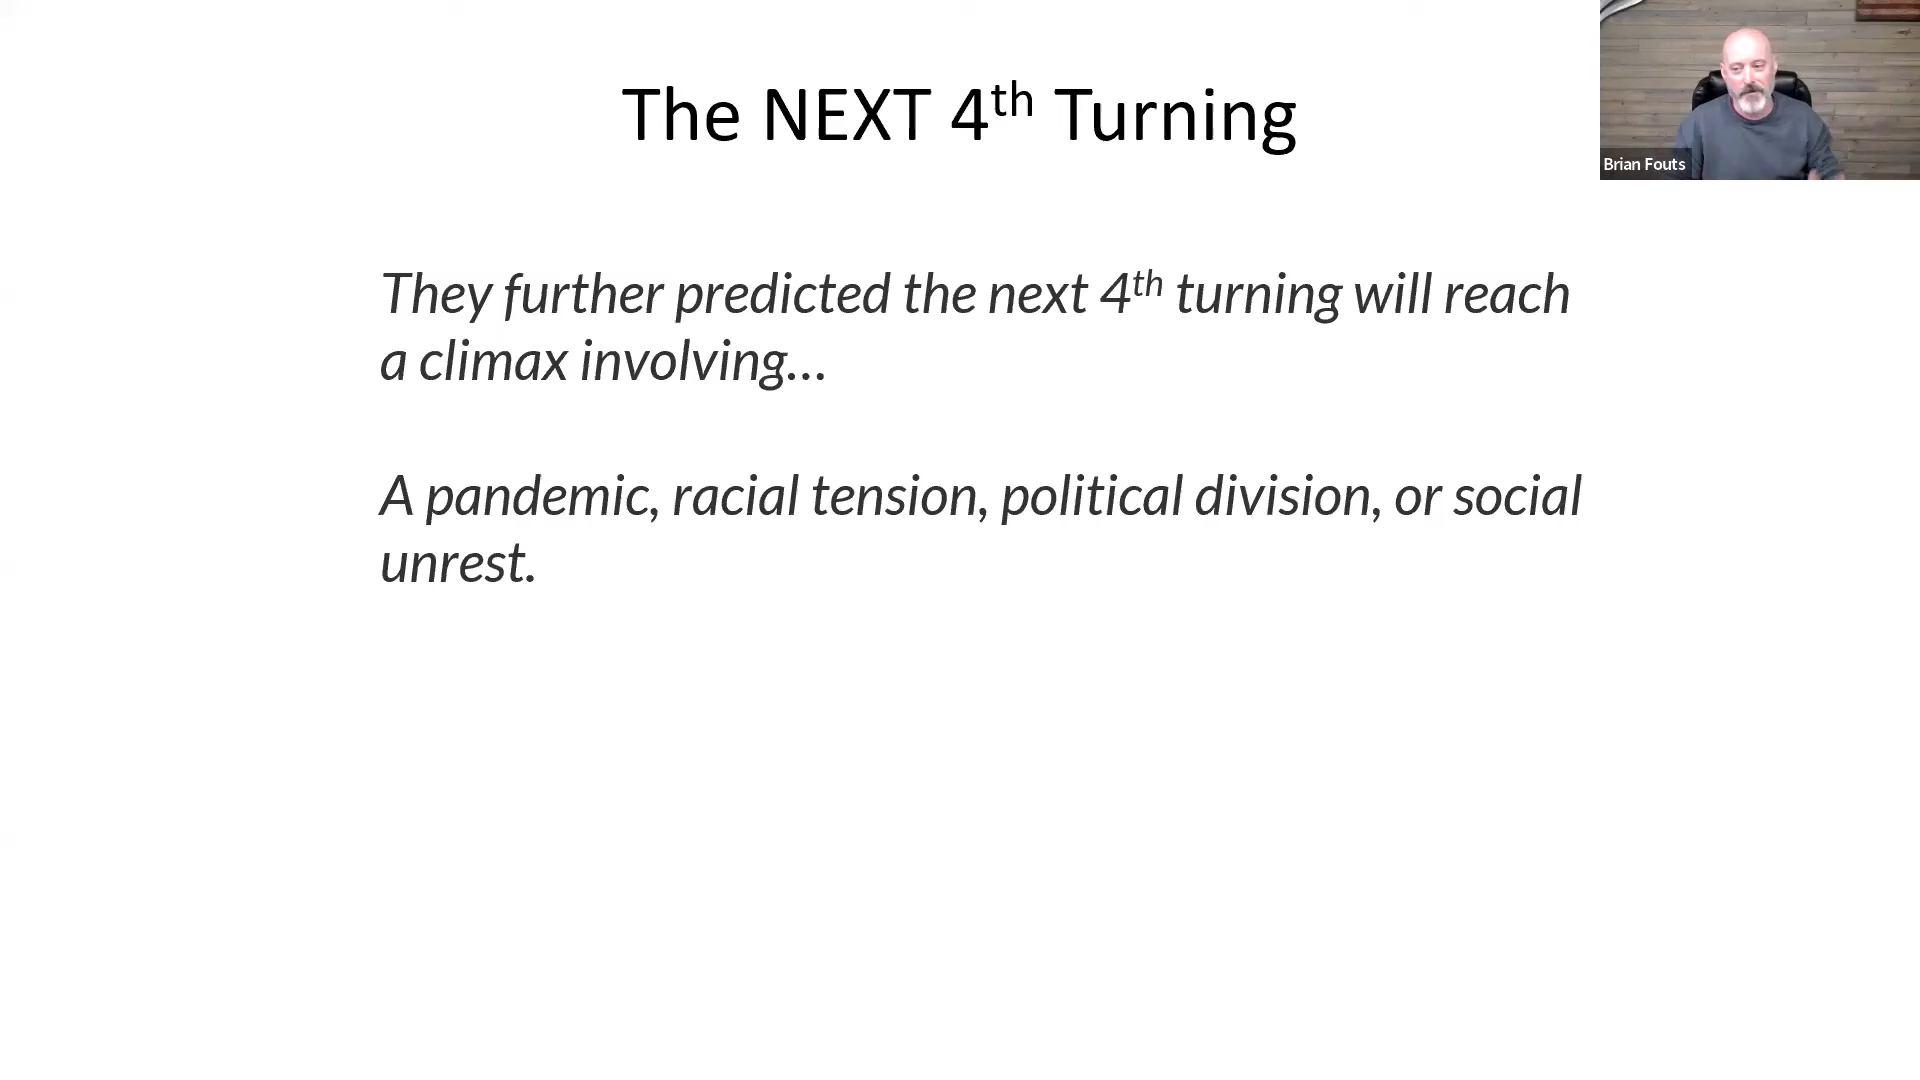 The NEXT 4th Turning
Brian Fouts
They further predicted the next 4th turning will reach
a climax involving...
A pandemic, racial tension, political division, or social
unrest.